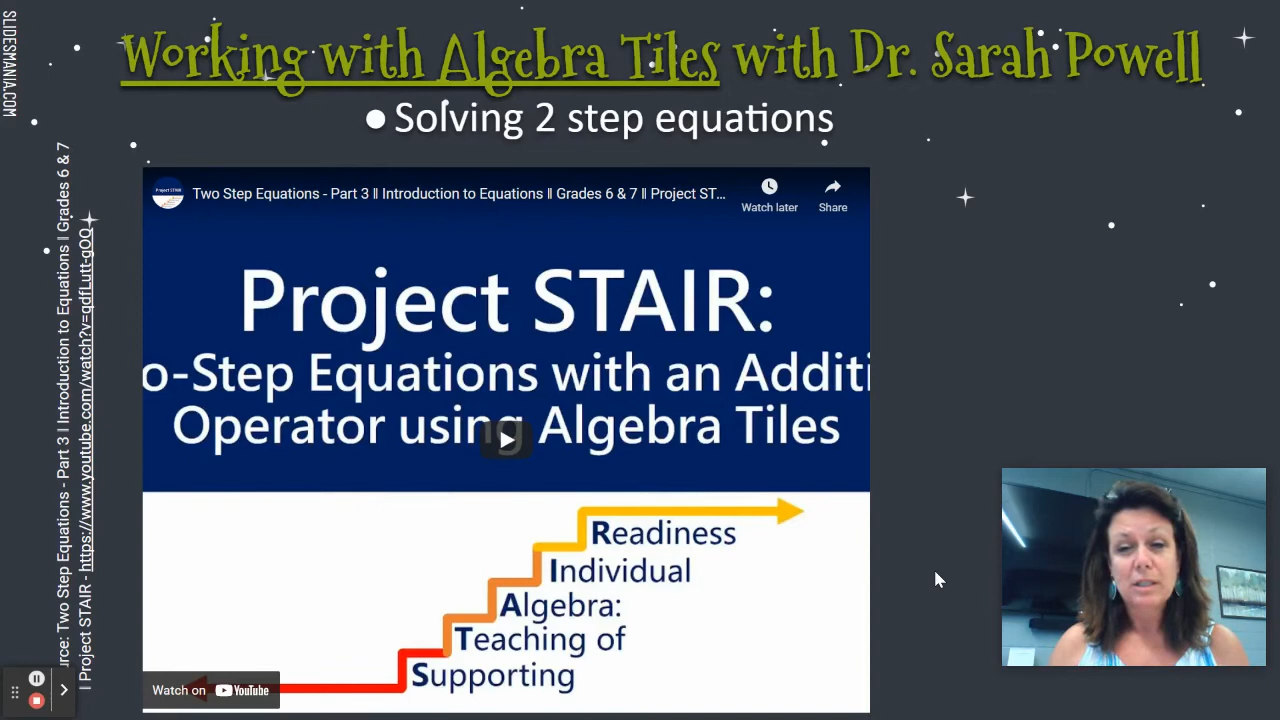 SLIDESMANIA.COM
Working with Algebra Tiles with Dr. Sarah Powell
● Solving 2 step equations
urce: Two Step Equations - Part 3 ǁ Introduction to Equations ǁ Grades 6 & 7
ǁ Project STAIR - https://www.youtube.com/watch?v=qdfLutt-gOQ
Project STAIR
Two Step Equations - Part 3 ǁ Introduction to Equations ǁ Grades 6 & 7 ǁ Project ST...
Watch later
Share
Project STAIR:
o-Step Equations with an Additi
Operator using Algebra Tiles
Readiness
Individual
Algebra:
Teaching of
Supporting
Watch on YouTube